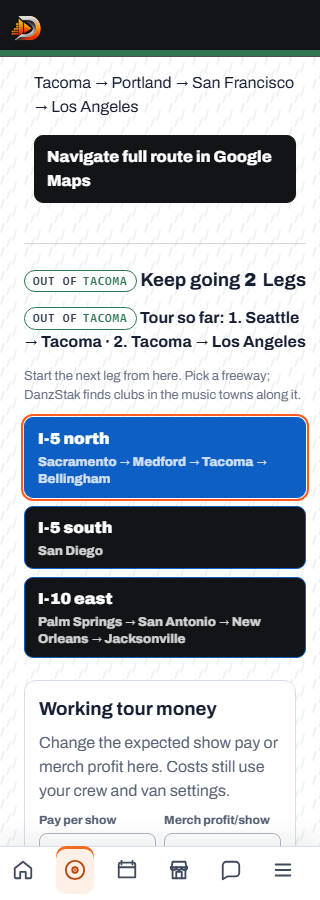 Tacoma → Portland → San Francisco
→ Los Angeles
Navigate full route in Google
Maps
OUT OF TACOMA Keep going 2 Legs
OUT OF TACOMA Tour so far: 1. Seattle
→ Tacoma · 2. Tacoma → Los Angeles
Start the next leg from here. Pick a freeway;
DanzStak finds clubs in the music towns along it.
I-5 north
Sacramento → Medford → Tacoma →
Bellingham
I-5 south
San Diego
I-10 east
Palm Springs → San Antonio → New
Orleans → Jacksonville
Working tour money
Change the expected show pay or
merch profit here. Costs still use
your crew and van settings.
Pay per show Merch profit/show